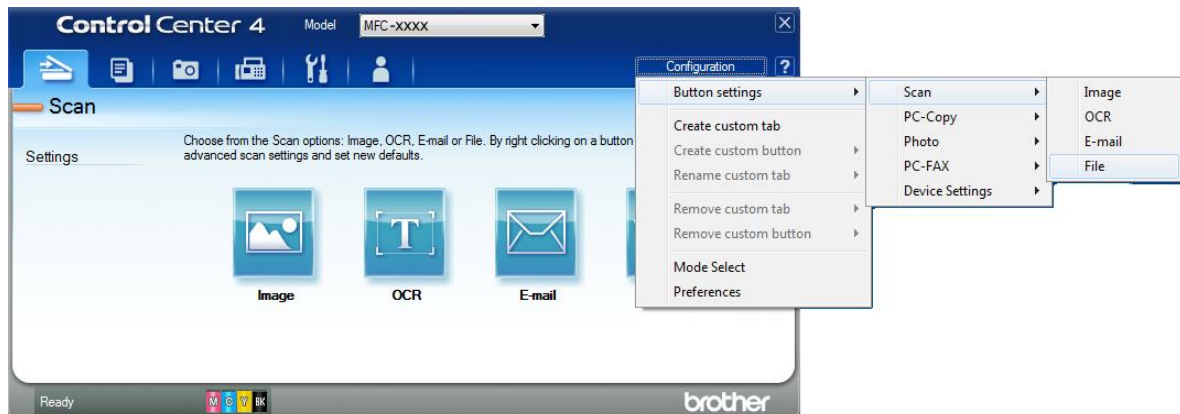 Control Center 4
Model
MFC-XXXX
Configuration
?
Scan
Settings
Choose from the Scan options: Image, OCR, E-mail or File. By right clicking on a button
advanced scan settings and set new defaults.
T
Image
OCR
E-mail
Button settings
Create custom tab
Create custom button
Rename custom tab
Remove custom tab
Remove custom button
Mode Select
Preferences
Scan
PC-Copy
Photo
PC-FAX
Device Settings
Image
OCR
E-mail
File
Ready
M C Y BK
brother